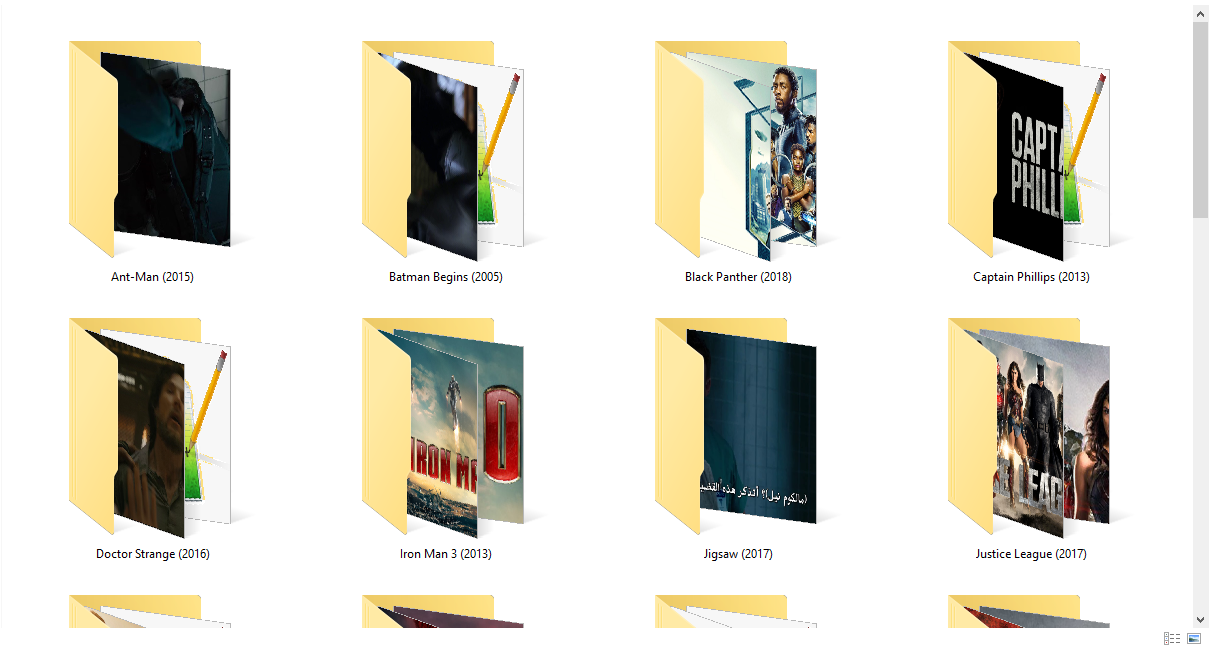 Ant-Man (2015)
Batman Begins (2005)
Black Panther (2018)
CAPTA
PHILLI
Captain Phillips (2013)
Doctor Strange (2016)
IRON MA
Iron Man 3 (2013)
(مالكوم نيل)؟ أتذكر هذه القضية
Jigsaw (2017)
LEAG
Justice League (2017)